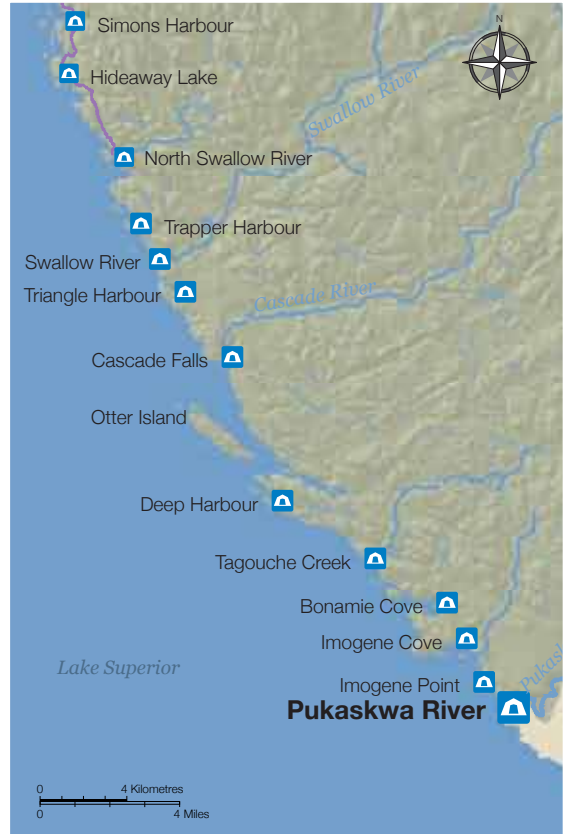 N
Simons Harbour
Hideaway Lake
Swallow River
North Swallow River
Trapper Harbour
Swallow River
Triangle Harbour
Cascade River
Cascade Falls
Otter Island
Deep Harbour
Tagouche Creek
Bonamie Cove
Imogene Cove
Lake Superior
Imogene Point
Pukask
Pukaskwa River
0 4 Kilometres
0 4 Miles